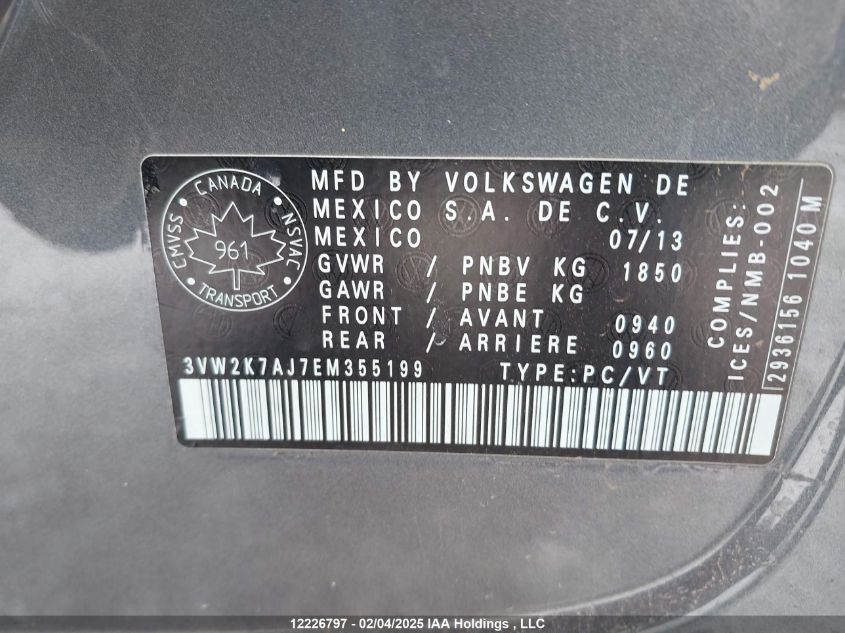 CANADA
CMVSS
NSVAC
961
TRANSPORT
MFD BY VOLKSWAGEN DE
MEXICO S.A. DE C.V.
MEXICO 07/13
GVWR / PNBV KG 1850
GAWR / PNBE KG
FRONT / AVANT 0940
REAR / ARRIERE 0960
3VW2K7AJ7EM355199 TYPE:PC/VT
COMPLIES:
ICES/NMB-002
2936156 1040 M
12226797 - 02/04/2025 IAA Holdings , LLC